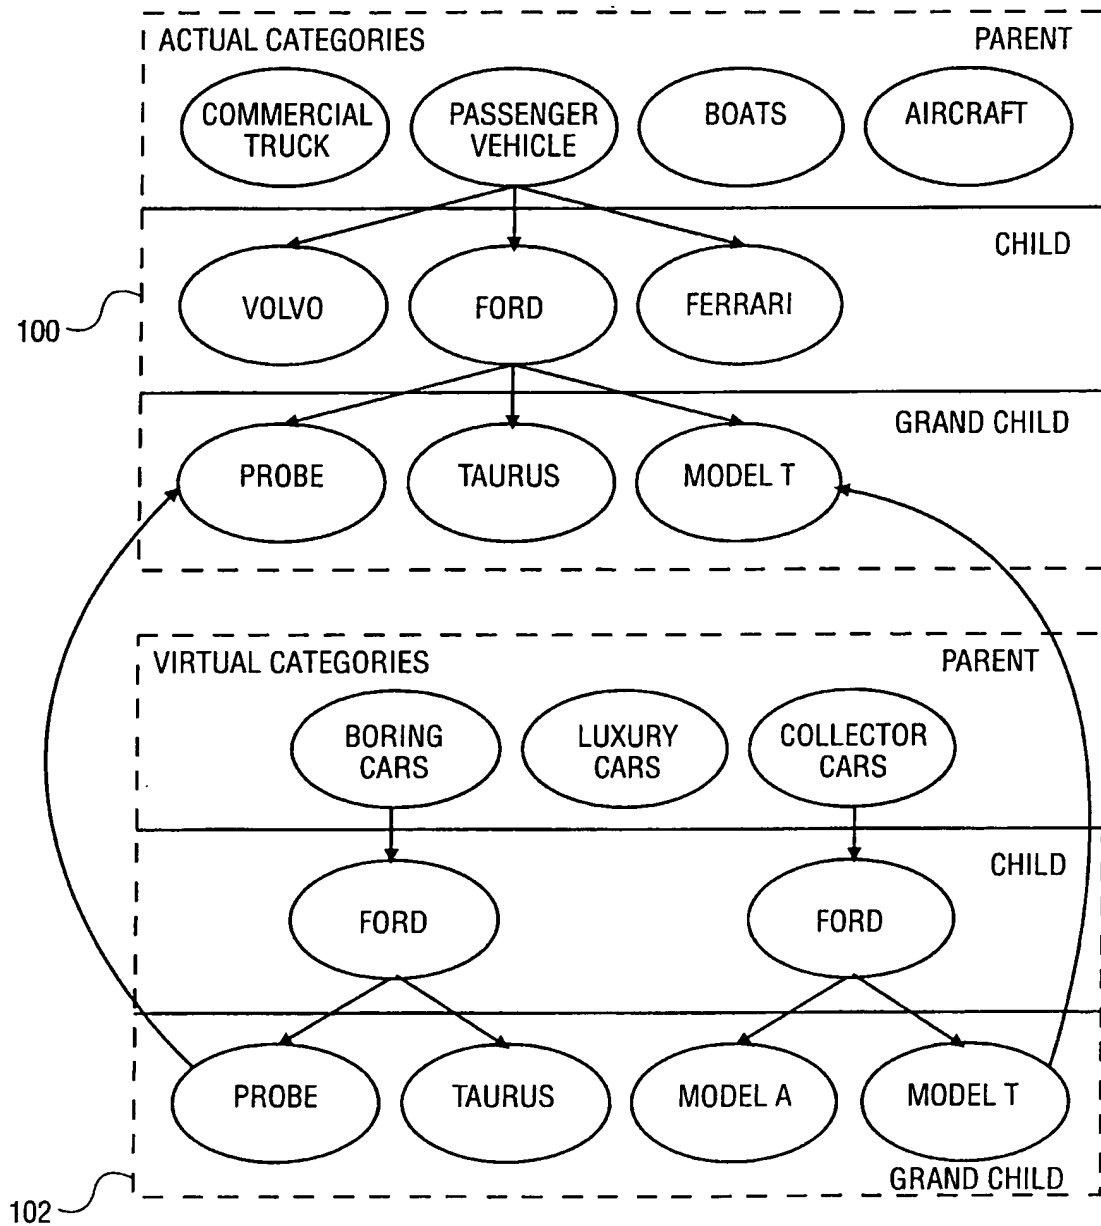 ACTUAL CATEGORIES PARENT
COMMERCIAL
TRUCK
PASSENGER
VEHICLE
BOATS
AIRCRAFT
CHILD
VOLVO
FORD
FERRARI
100
GRAND CHILD
PROBE
TAURUS
MODEL T
VIRTUAL CATEGORIES PARENT
BORING
CARS
LUXURY
CARS
COLLECTOR
CARS
CHILD
FORD
FORD
PROBE
TAURUS
MODEL A
MODEL T
GRAND CHILD
102